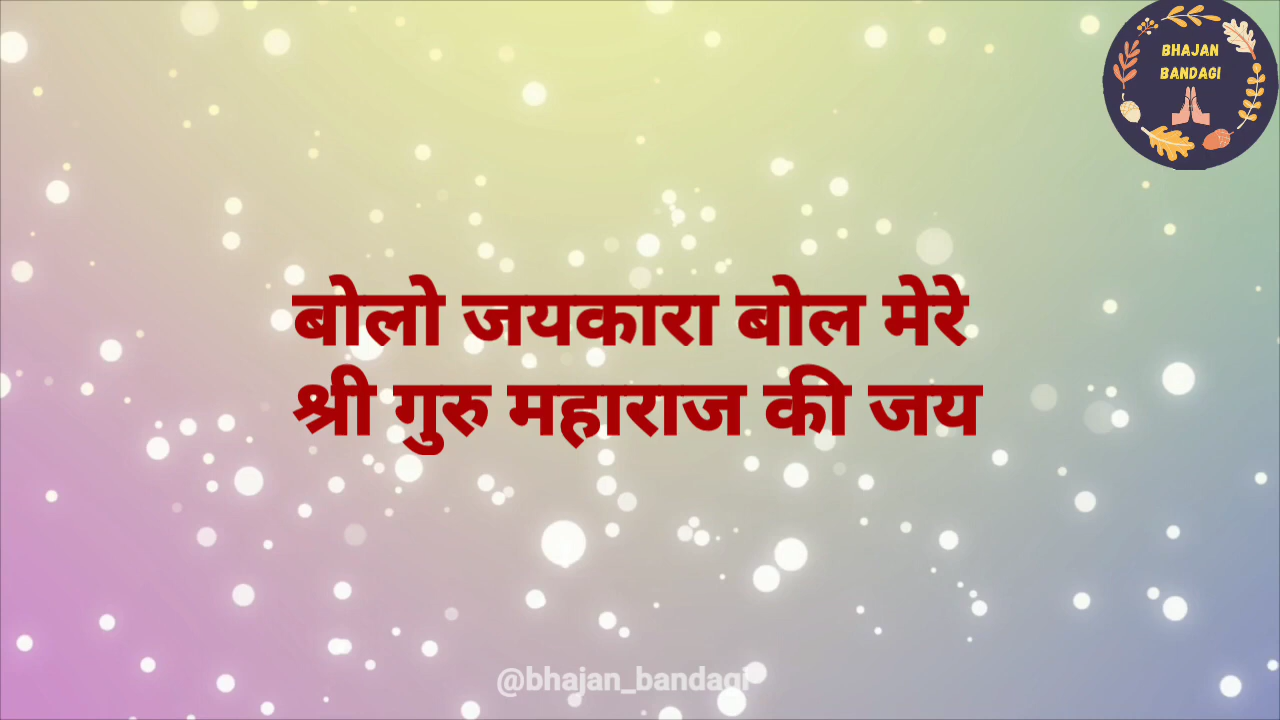 BHAJAN
BANDAGI
बोलो जयकारा बोल मेरे
श्री गुरु महाराज की जय
@bhajan_bandagi